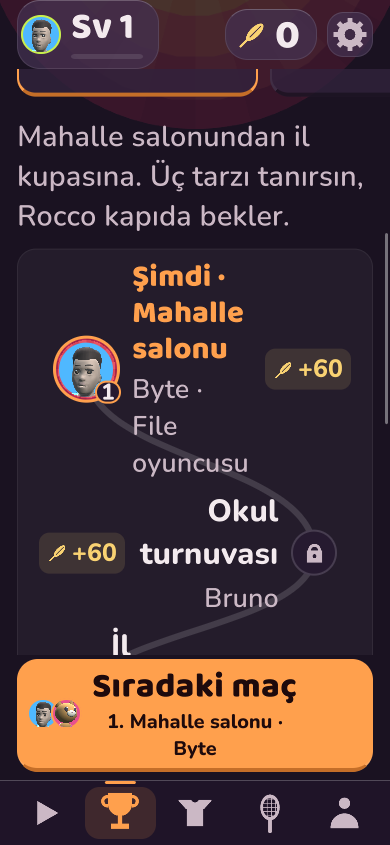 Sv 1
0
Mahalle salonundan il
kupasına. Üç tarzı tanırsın,
Rocco kapıda bekler.
Şimdi ·
Mahalle
salonu
1
+60
Byte ·
File
oyuncusu
Okul
+60
turnuvası
Bruno
İl
Sıradaki maç
1. Mahalle salonu ·
Byte